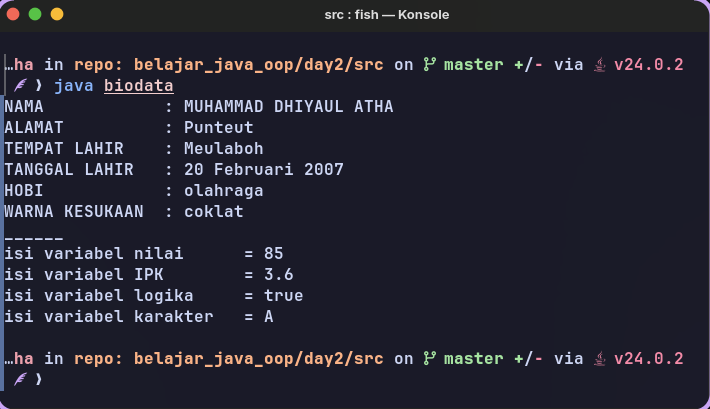 src : fish — Konsole
…ha in repo: belajar_java_oop/day2/src on master +/- via v24.0.2
❯ java biodata
NAMA : MUHAMMAD DHIYAUL ATHA
ALAMAT : Punteut
TEMPAT LAHIR : Meulaboh
TANGGAL LAHIR : 20 Februari 2007
HOBI : olahraga
WARNA KESUKAAN : coklat
______
isi variabel nilai = 85
isi variabel IPK = 3.6
isi variabel logika = true
isi variabel karakter = A
…ha in repo: belajar_java_oop/day2/src on master +/- via v24.0.2
❯